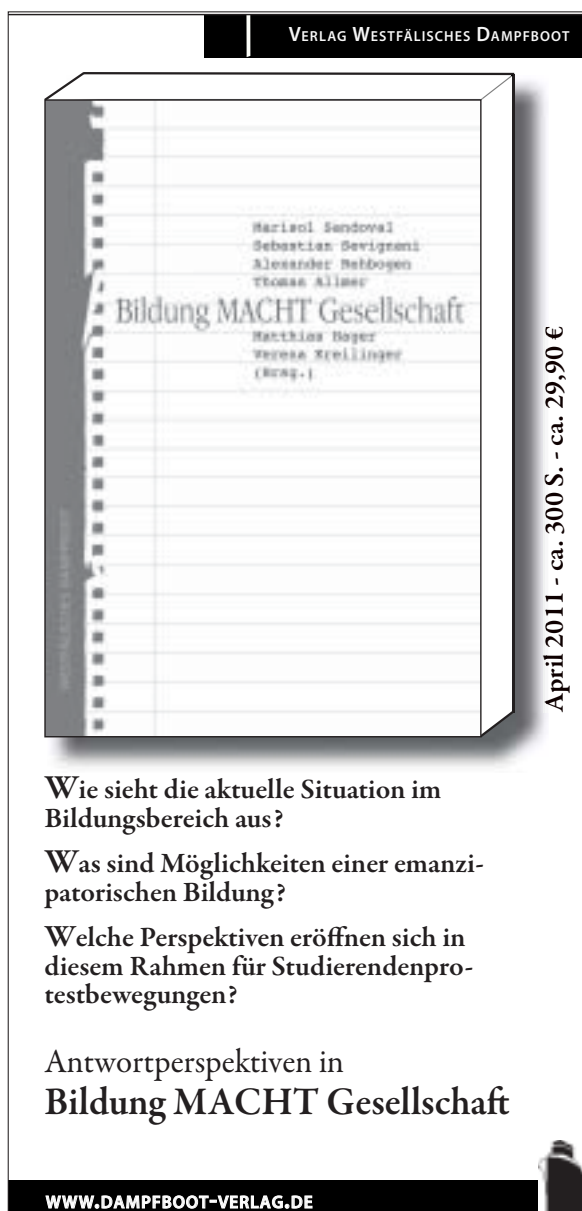 VERLAG WESTFÄLISCHES DAMPFBOOT
Marisol Sandoval
Sebastian Sevignani
Alexander Rehbogen
Thomas Allmer
Bildung MACHT Gesellschaft
Matthias Hager
Verena Kreilinger
(Hrsg.)
April 2011 - ca. 300 S. - ca. 29,90 €
Wie sieht die aktuelle Situation im
Bildungsbereich aus?
Was sind Möglichkeiten einer emanzi-
patorischen Bildung?
Welche Perspektiven eröffnen sich in
diesem Rahmen für Studierendenpro-
testbewegungen?
Antwortperspektiven in
Bildung MACHT Gesellschaft
WWW.DAMPFBOOT-VERLAG.DE